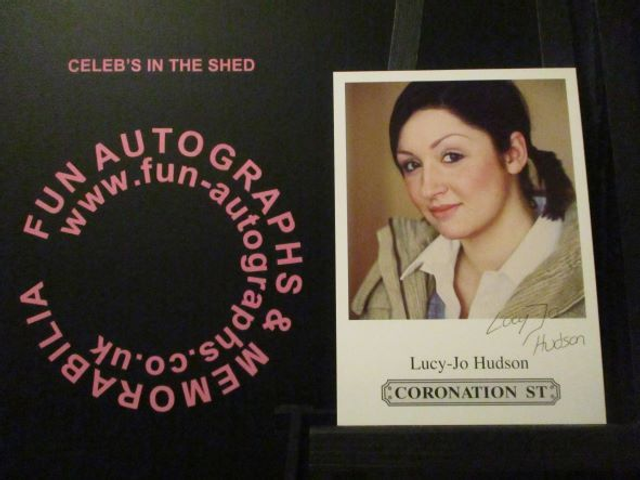 CELEB'S IN THE SHED
FUN AUTOGRAPHS & MEMORABILIA
www.fun-autographs.co.uk
Lucy-Jo
Hudson
Lucy-Jo Hudson
CORONATION ST